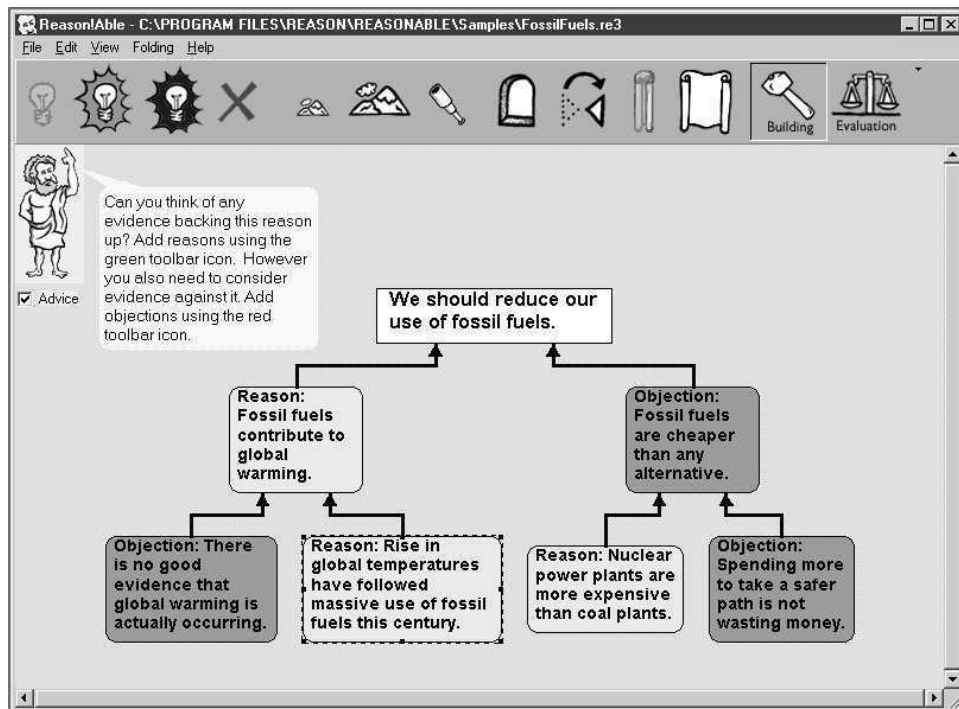 Reason!Able - C:\PROGRAM FILES\REASON\REASONABLE\Samples\FossilFuels.re3
File Edit View Folding Help
Building
Evaluation
Can you think of any
evidence backing this reason
up? Add reasons using the
green toolbar icon. However
you also need to consider
evidence against it. Add
objections using the red
toolbar icon.
Advice
We should reduce our
use of fossil fuels.
Reason:
Fossil fuels
contribute to
global
warming.
Objection:
Fossil fuels
are cheaper
than any
alternative.
Objection: There
is no good
evidence that
global warming is
actually occurring.
Reason: Rise in
global temperatures
have followed
massive use of fossil
fuels this century.
Reason: Nuclear
power plants are
more expensive
than coal plants.
Objection:
Spending more
to take a safer
path is not
wasting money.